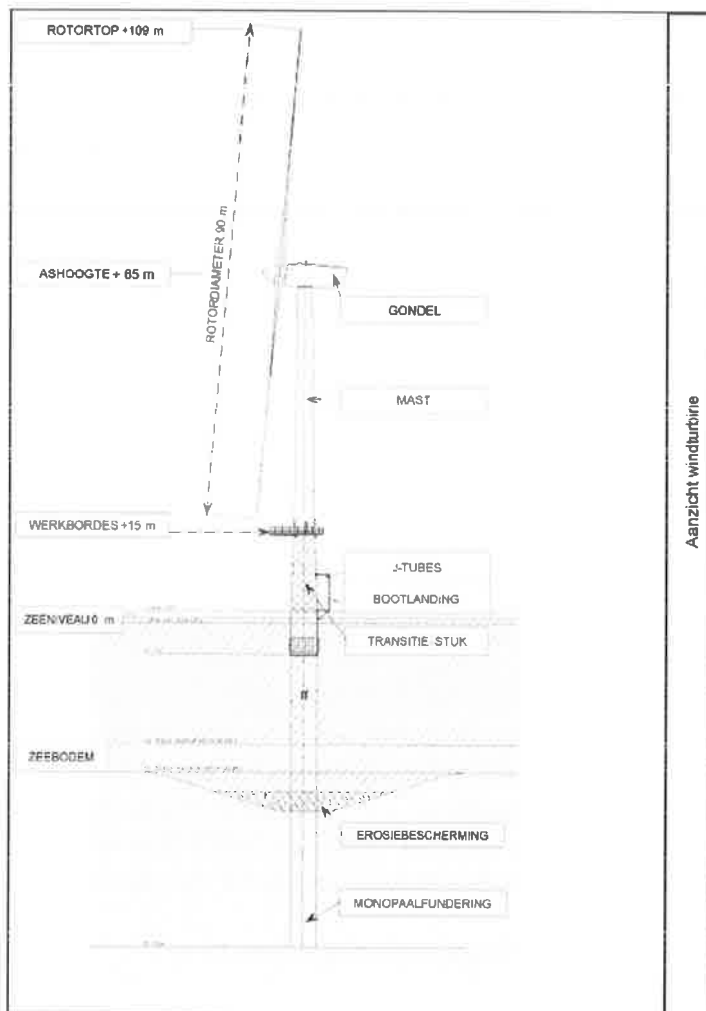 ROTORTOP +109 m
ROTORDIAMETER 90 m
ASHOOGTE + 65 m
GONDEL
MAST
WERKBORDES +15 m
J-TUBES
BOOTLANDING
ZEENIVEAU 0 m
TRANSITIE STUK
ZEEBODEM
EROSIEBESCHERMING
MONOPAALFUNDERING
Aanzicht windturbine